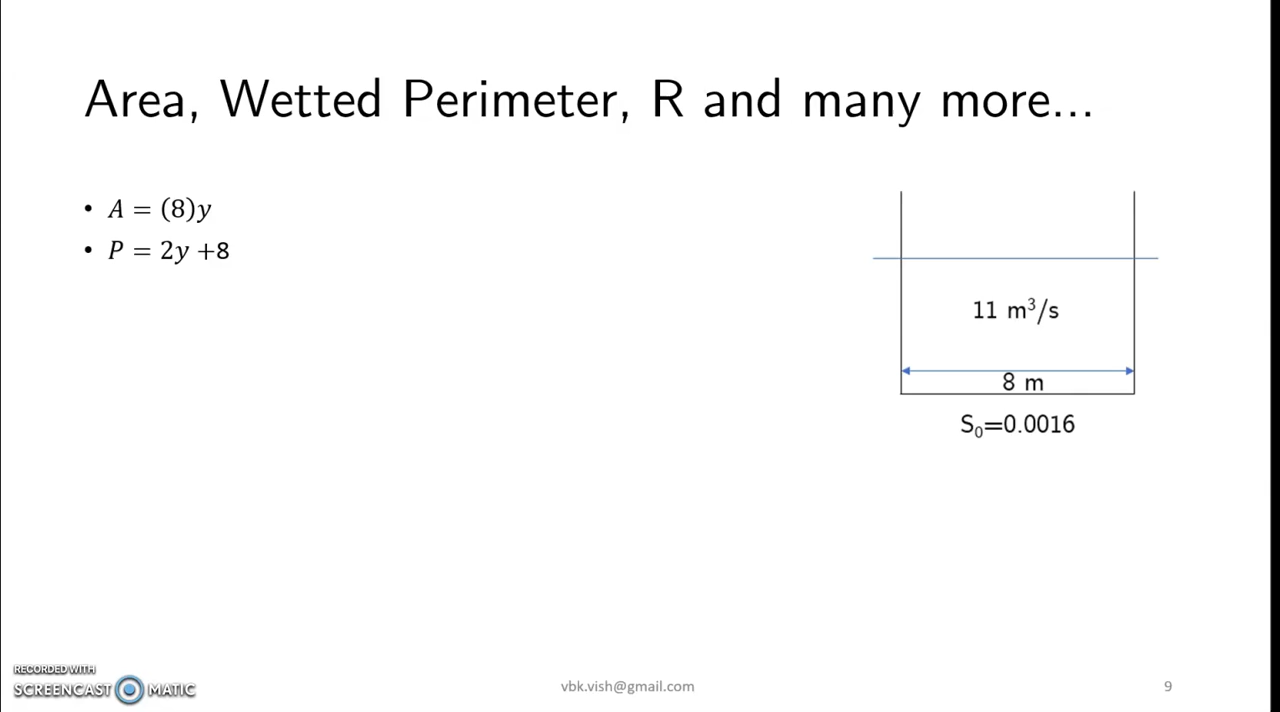 Area, Wetted Perimeter, R and many more...
• A = (8)y
• P = 2y +8
11 m³/s
8 m
S₀=0.0016
RECORDED WITH
SCREENCAST MATIC
vbk.vish@gmail.com
9